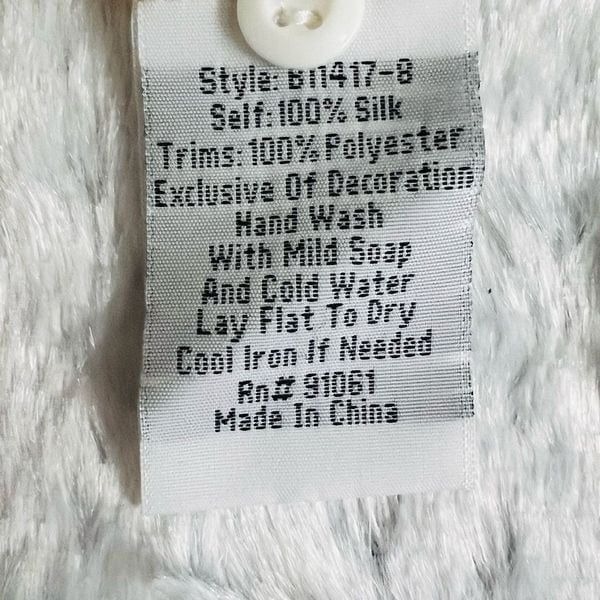 Style: B11417-8
Self: 100% Silk
Trims: 100% Polyester
Exclusive Of Decoration
Hand Wash
With Mild Soap
And Cold Water
Lay Flat To Dry
Cool Iron If Needed
Rn# 91061
Made In China